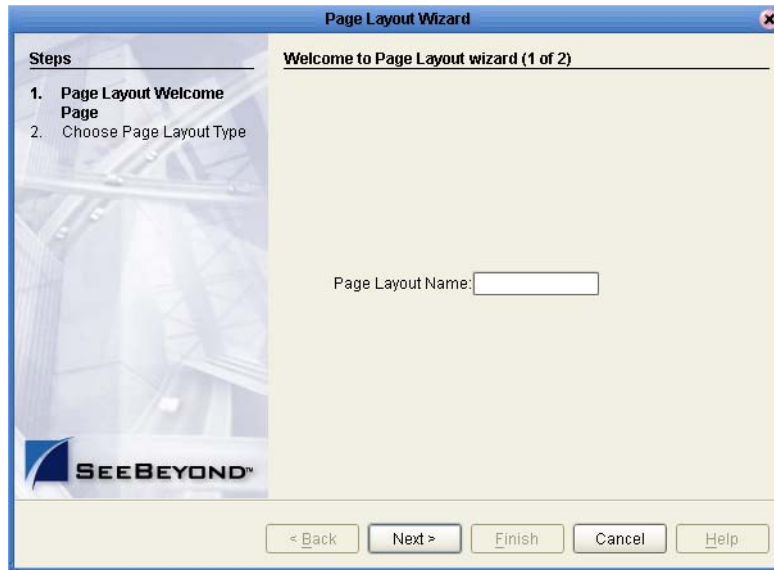 Page Layout Wizard
Steps
1. Page Layout Welcome
Page
2. Choose Page Layout Type
Welcome to Page Layout wizard (1 of 2)
Page Layout Name:
SEEBEYOND™
< Back
Next >
Finish
Cancel
Help